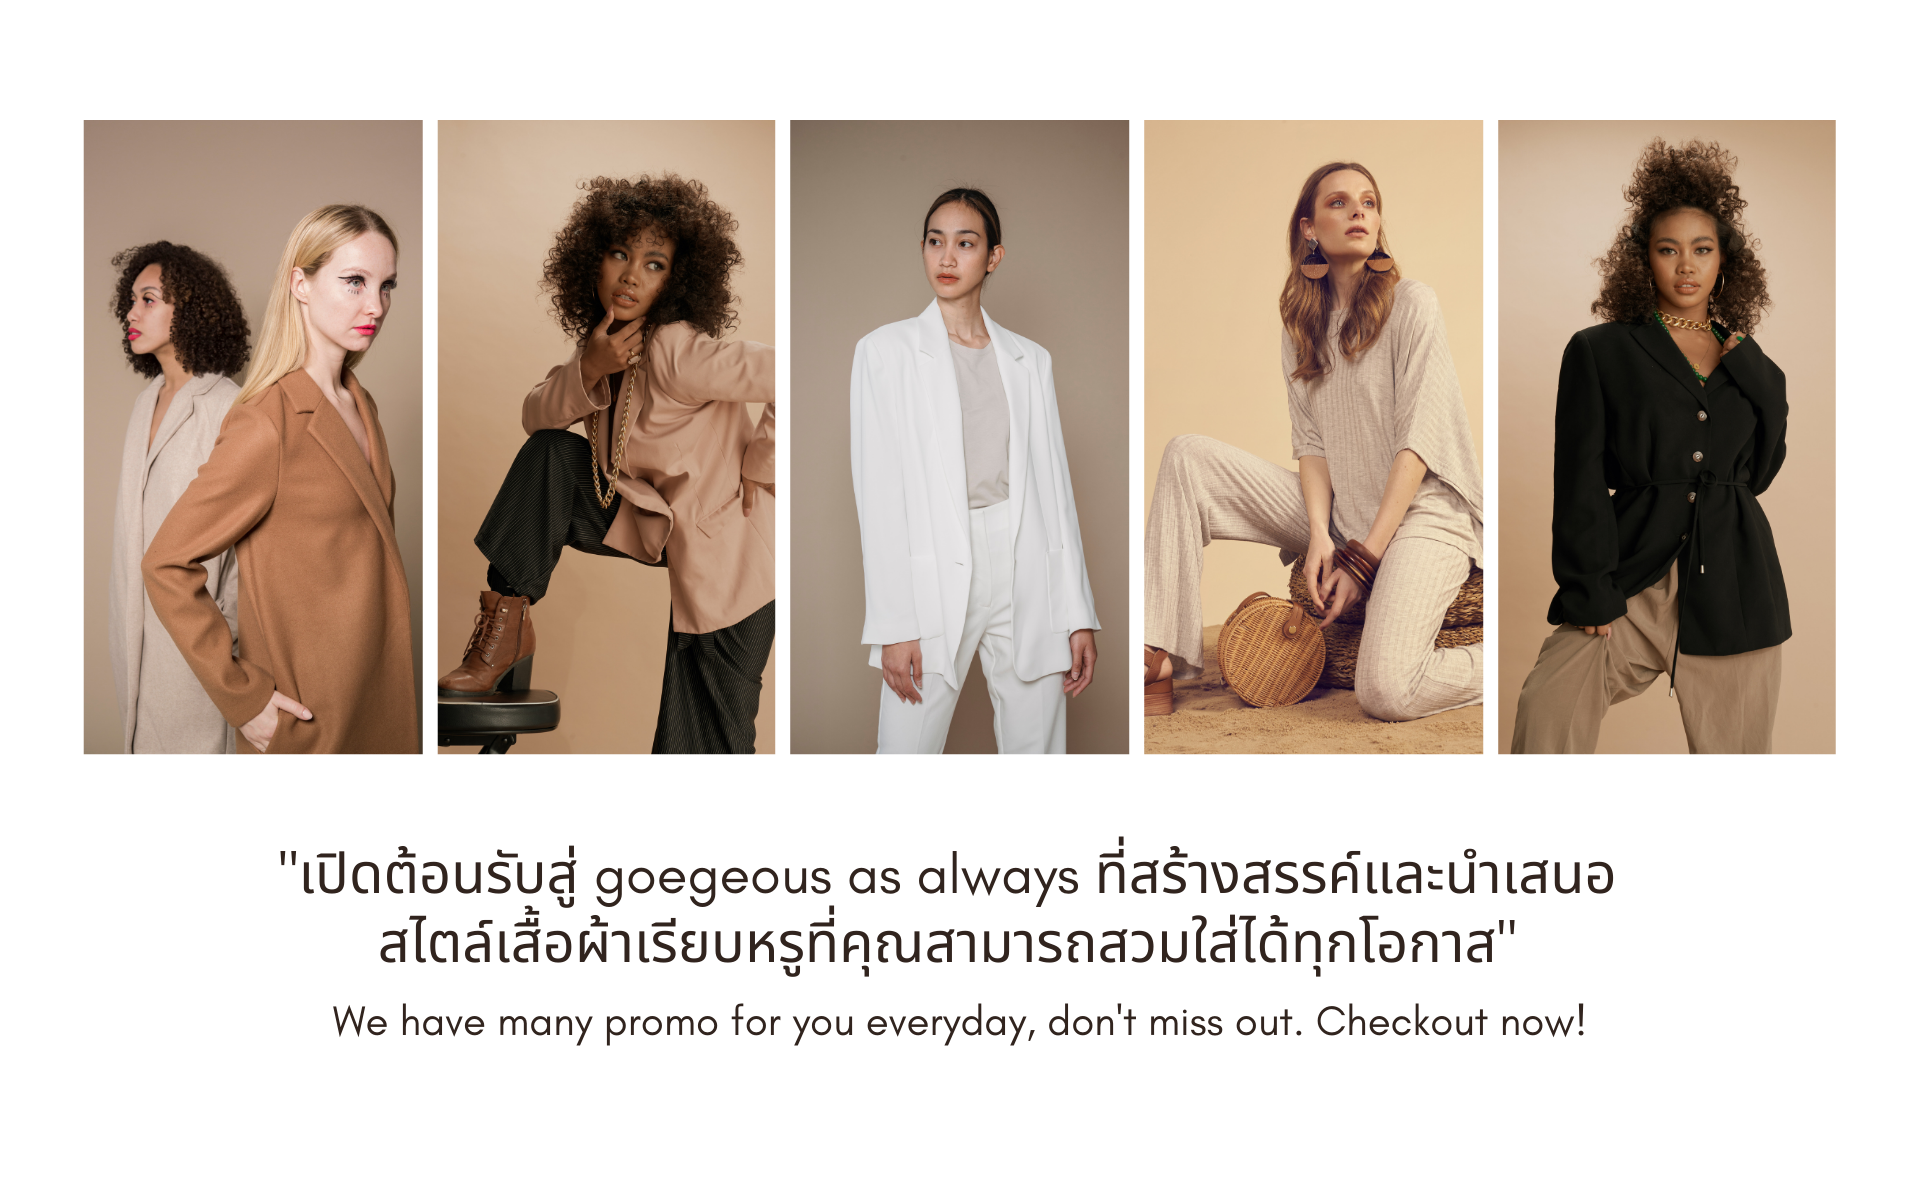 "เปิดต้อนรับสู่ goegeous as always ที่สร้างสรรค์และนำเสนอ
สไตล์เสื้อผ้าเรียบหรูที่คุณสามารถสวมใส่ได้ทุกโอกาส"
We have many promo for you everyday, don't miss out. Checkout now!